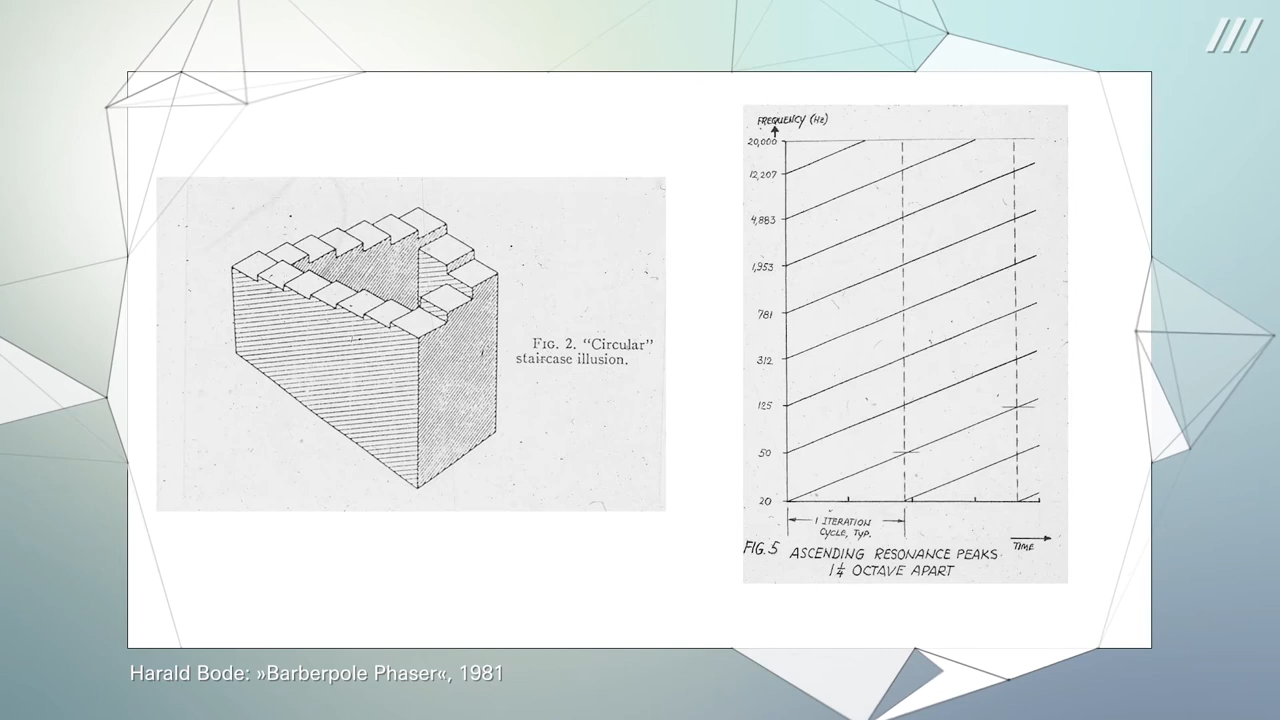 FIG. 2. “Circular”
staircase illusion.
FREQUENCY (Hz)
20,000
12,207
4,883
1,953
781
312
125
50
20
1 ITERATION
CYCLE, TYP.
TIME
FIG.5 ASCENDING RESONANCE PEAKS
1 1/4 OCTAVE APART
Harald Bode: »Barberpole Phaser«, 1981